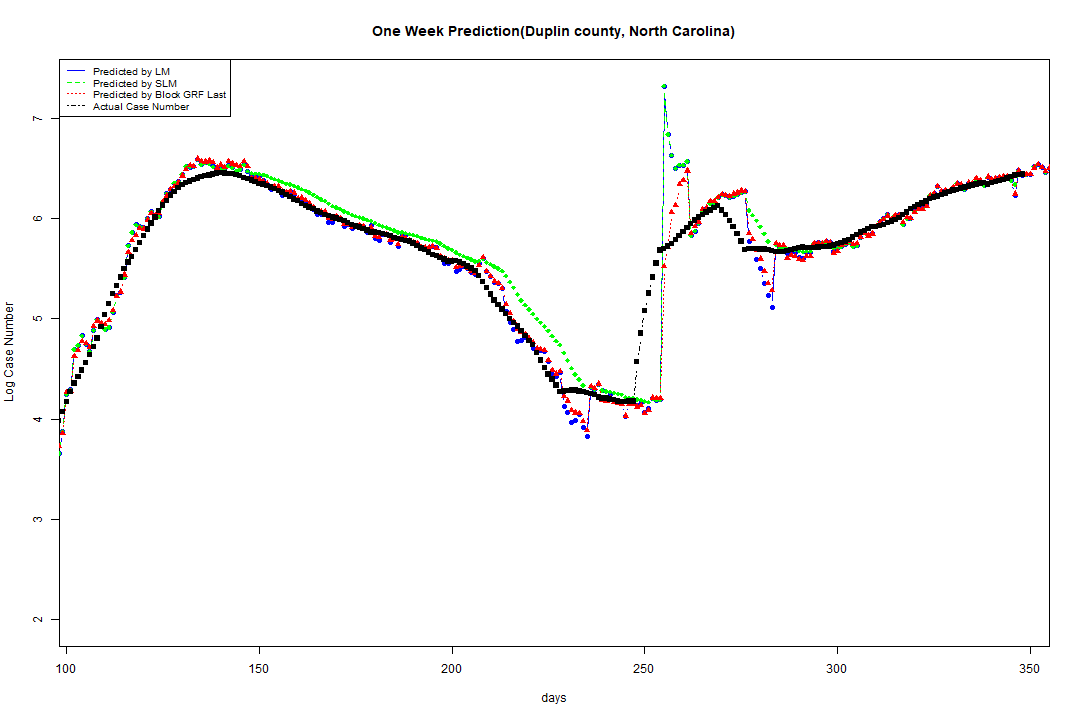 One Week Prediction(Duplin county, North Carolina)
Predicted by LM
Predicted by SLM
Predicted by Block GRF Last
Actual Case Number
Log Case Number
7
6
5
4
3
2
100 150 200 250 300 350
days